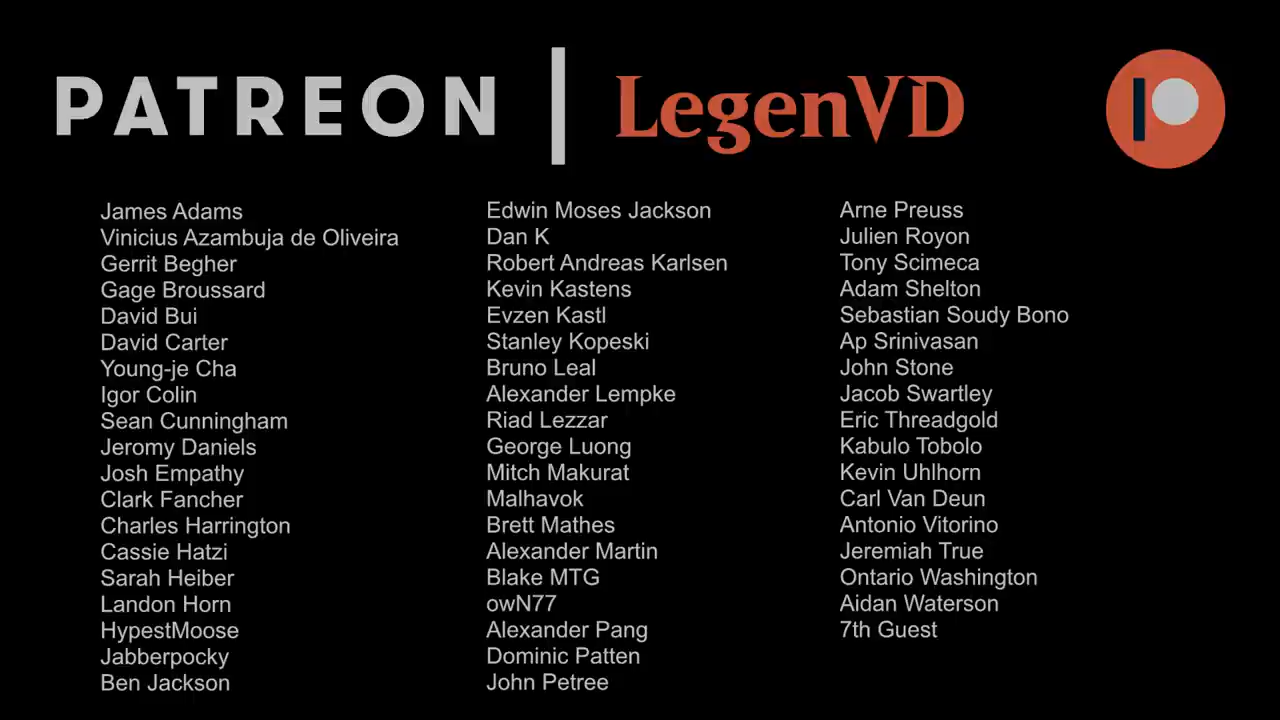 PATREON | LegenVD
James Adams
Vinicius Azambuja de Oliveira
Gerrit Begher
Gage Broussard
David Bui
David Carter
Young-je Cha
Igor Colin
Sean Cunningham
Jeromy Daniels
Josh Empathy
Clark Fancher
Charles Harrington
Cassie Hatzi
Sarah Heiber
Landon Horn
HypestMoose
Jabberpocky
Ben Jackson
Edwin Moses Jackson
Dan K
Robert Andreas Karlsen
Kevin Kastens
Evzen Kastl
Stanley Kopeski
Bruno Leal
Alexander Lempke
Riad Lezzar
George Luong
Mitch Makurat
Malhavok
Brett Mathes
Alexander Martin
Blake MTG
owN77
Alexander Pang
Dominic Patten
John Petree
Arne Preuss
Julien Royon
Tony Scimeca
Adam Shelton
Sebastian Soudy Bono
Ap Srinivasan
John Stone
Jacob Swartley
Eric Threadgold
Kabulo Tobolo
Kevin Uhlhorn
Carl Van Deun
Antonio Vitorino
Jeremiah True
Ontario Washington
Aidan Waterson
7th Guest